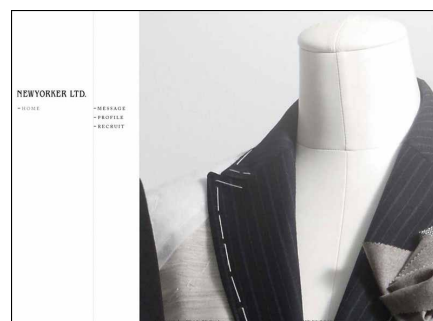 NEWYORKER LTD.
HOME
MESSAGE
PROFILE
RECRUIT